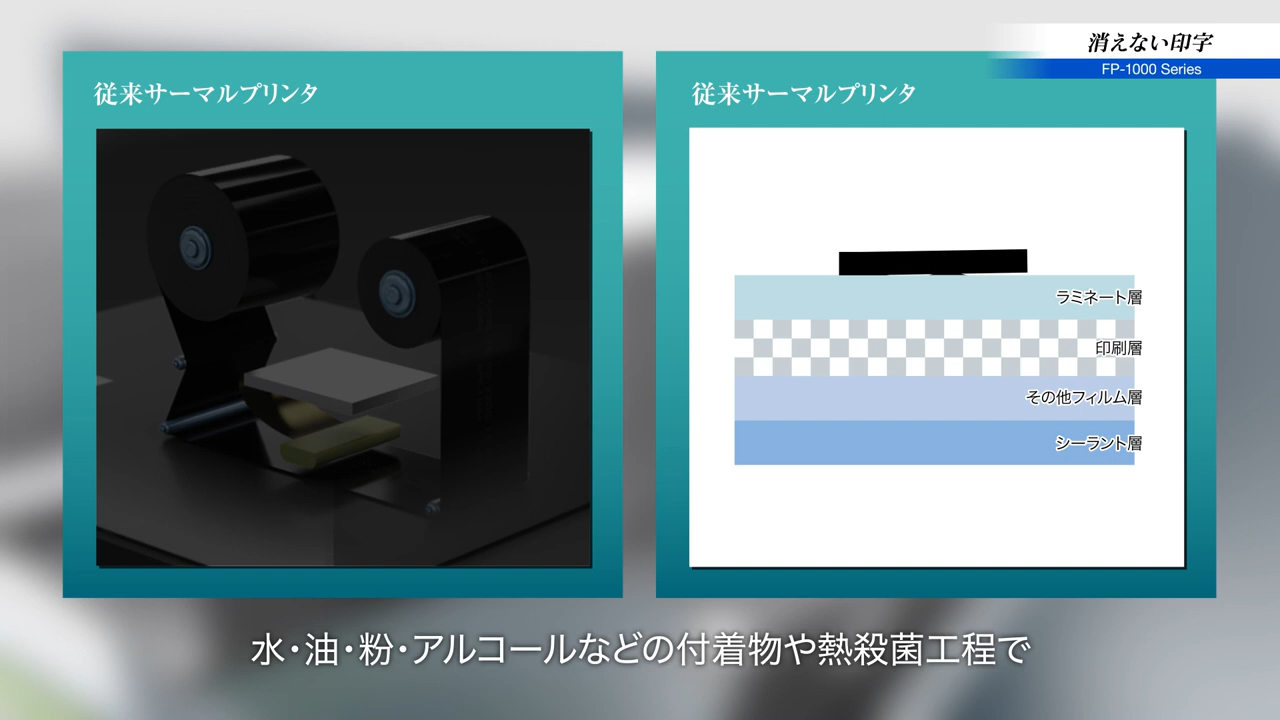 消えない印字
FP-1000 Series
従来サーマルプリンタ
従来サーマルプリンタ
ラミネート層
印刷層
その他フィルム層
シーラント層
水・油・粉・アルコールなどの付着物や熱殺菌工程で